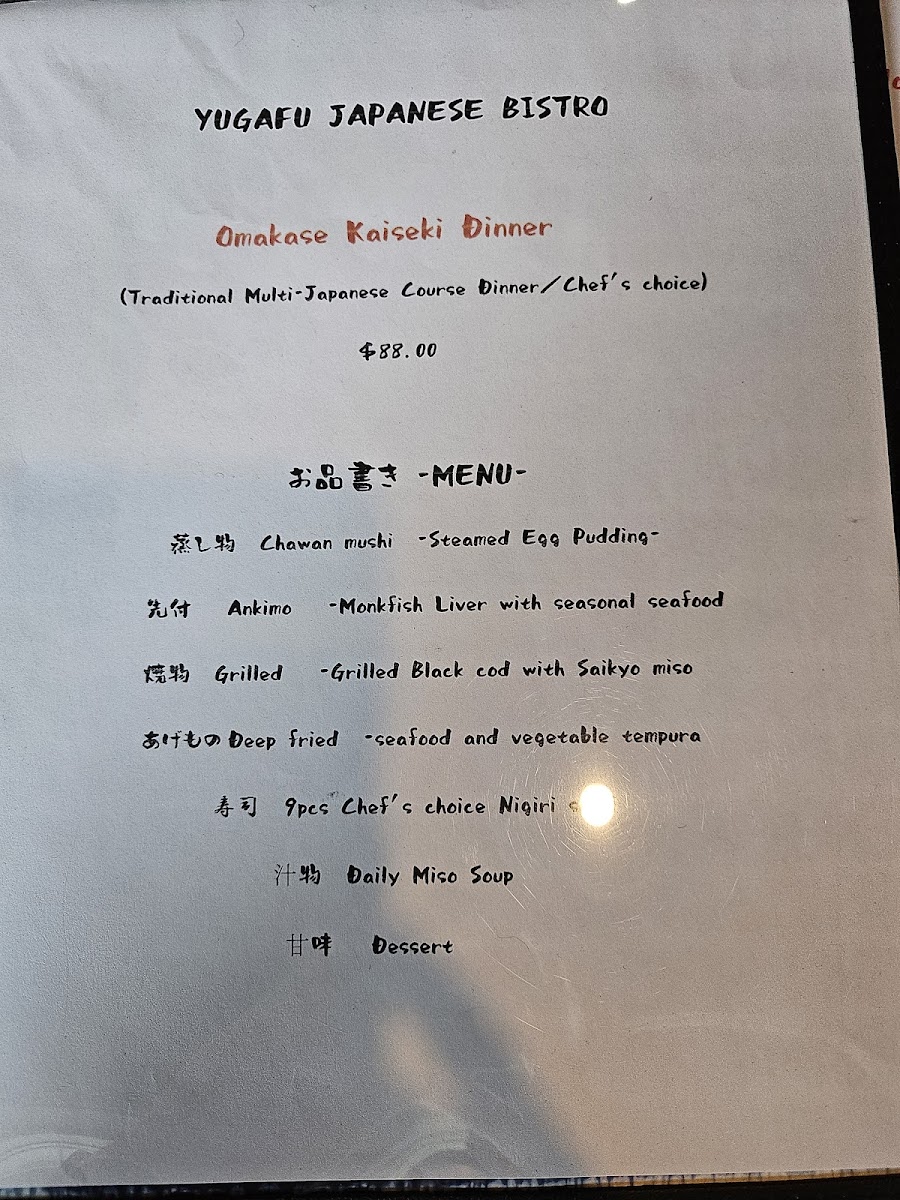 YUGAFU JAPANESE BISTRO
Omakase Kaiseki Dinner
(Traditional Multi-Japanese Course Dinner/Chef's choice)
$88.00
お品書き -MENU-
蒸し物 Chawan mushi -Steamed Egg Pudding-
先付 Ankimo -Monkfish Liver with seasonal seafood
焼物 Grilled -Grilled Black cod with Saikyo miso
あげもの Deep fried -seafood and vegetable tempura
寿司 9pcs Chef's choice Nigiri
汁物 Daily Miso Soup
甘味 Dessert